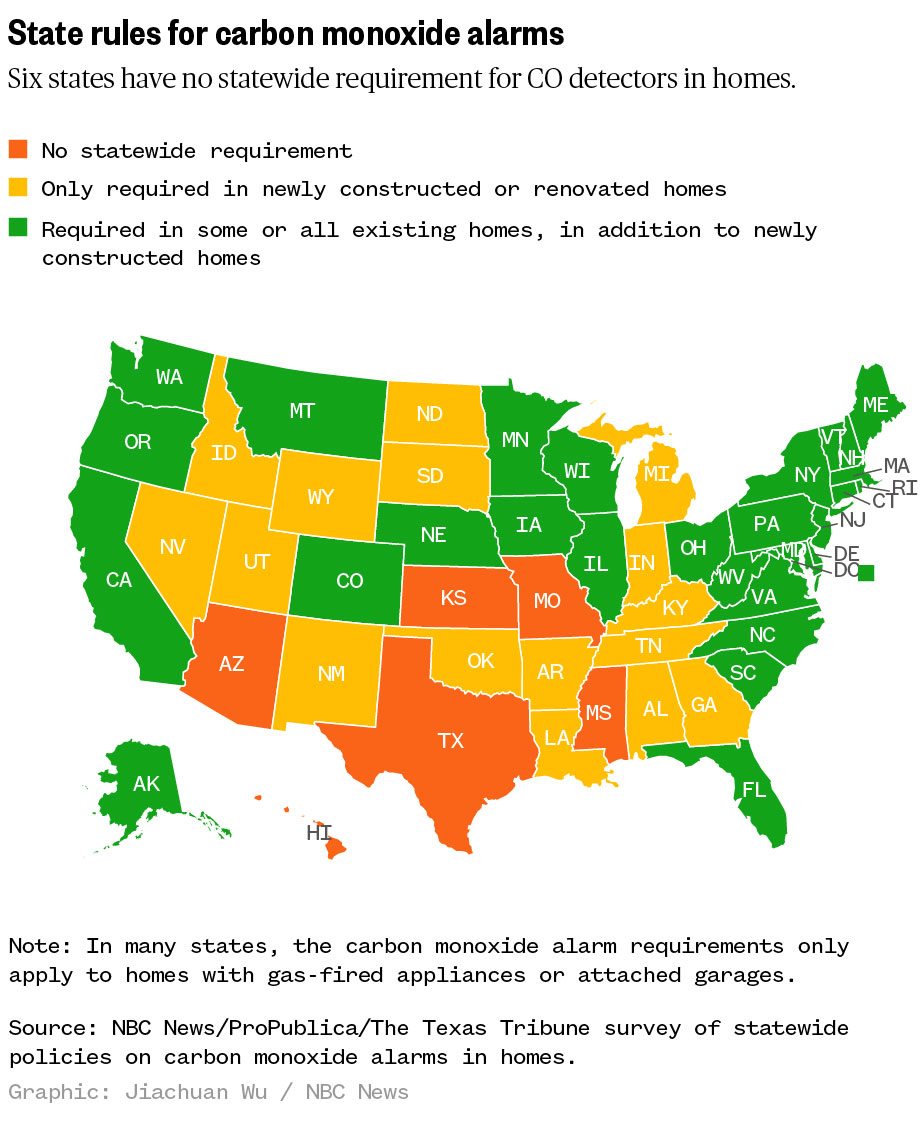 State rules for carbon monoxide alarms
Six states have no statewide requirement for CO detectors in homes.
No statewide requirement
Only required in newly constructed or renovated homes
Required in some or all existing homes, in addition to newly
constructed homes
WA
MT
ND
MN
ME
OR
ID
SD
WI
MI
VT
NH
MA
NY
RI
CT
WY
NE
IA
PA
NJ
NV
UT
CO
IL
IN
OH
MD
DE
DC
CA
KS
MO
WV
VA
KY
AZ
NM
OK
AR
TN
NC
SC
TX
LA
MS
AL
GA
FL
AK
HI
Note: In many states, the carbon monoxide alarm requirements only
apply to homes with gas-fired appliances or attached garages.
Source: NBC News/ProPublica/The Texas Tribune survey of statewide
policies on carbon monoxide alarms in homes.
Graphic: Jiachuan Wu / NBC News